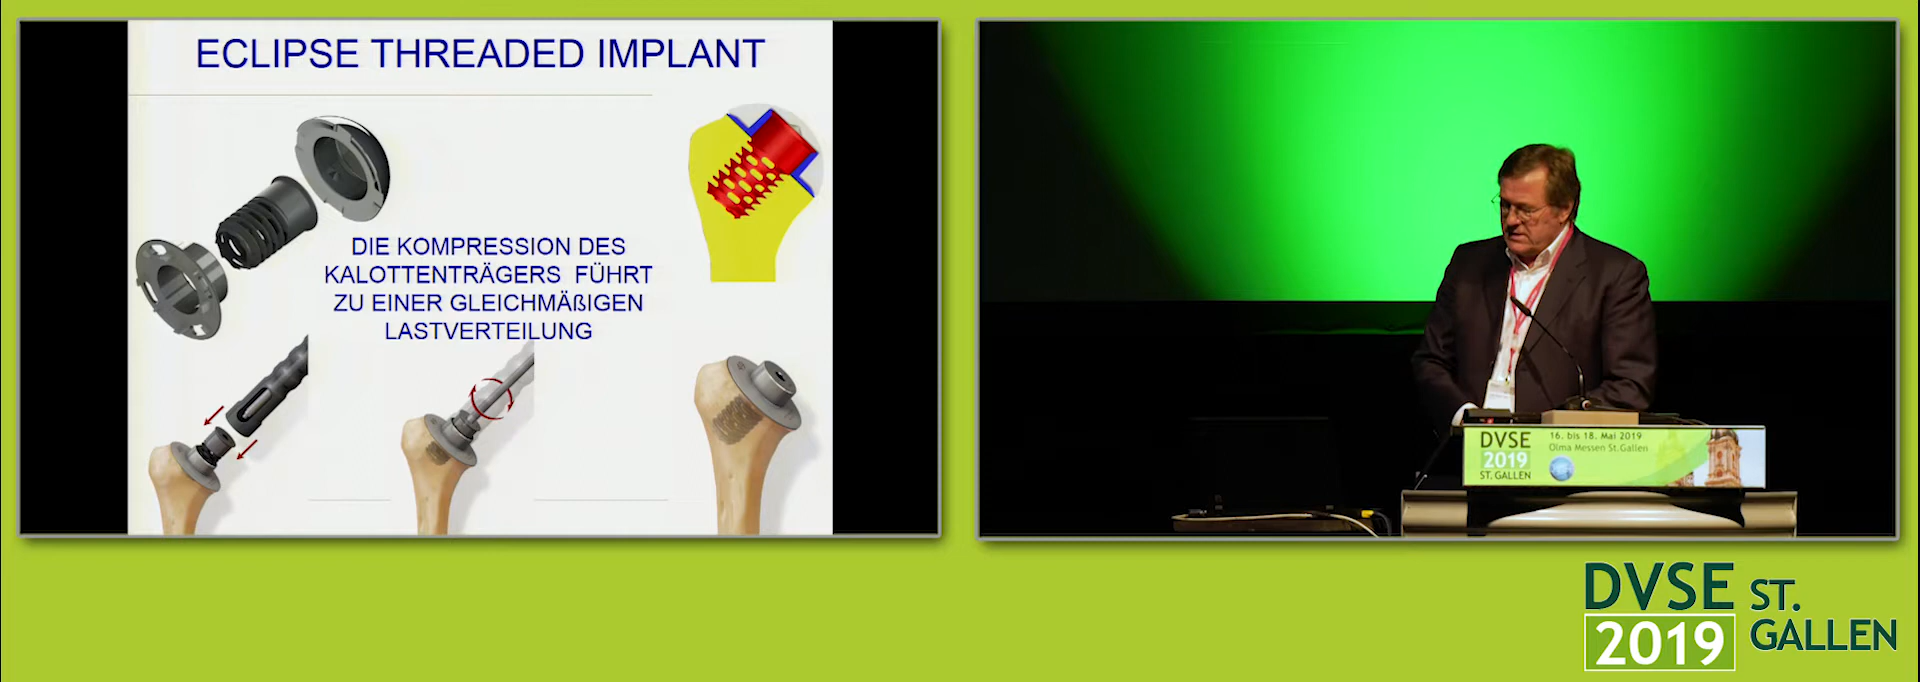 ECLIPSE THREADED IMPLANT
DIE KOMPRESSION DES
KALOTTENTRÄGERS FÜHRT
ZU EINER GLEICHMÄßIGEN
LASTVERTEILUNG
DVSE
2019
ST. GALLEN
16. bis 18. Mai 2019
Olma Messen St.Gallen
DVSE ST.
2019 GALLEN